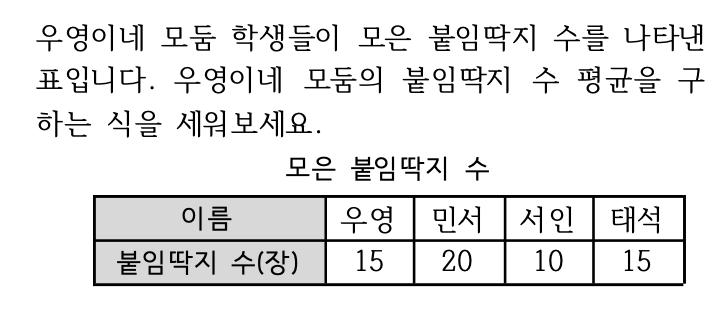 우영이네 모둠 학생들이 모은 붙임딱지 수를 나타낸
표입니다. 우영이네 모둠의 붙임딱지 수 평균을 구
하는 식을 세워보세요.
모은 붙임딱지 수
이름 우영 민서 서인 태석
붙임딱지 수(장) 15 20 10 15